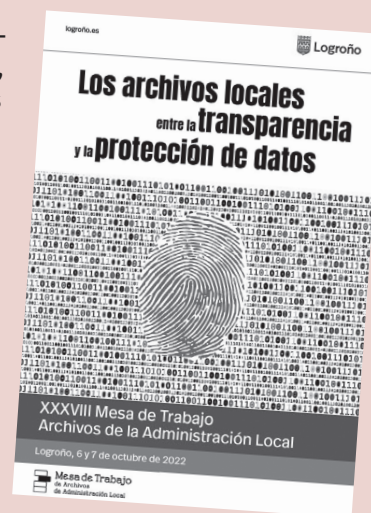 logroño.es
Logroño
Los archivos locales
entre la transparencia
y la protección de datos
XXXVIII Mesa de Trabajo
Archivos de la Administración Local
Logroño, 6 y 7 de octubre de 2022
Mesa de Trabajo
de Archivos
de Administración Local